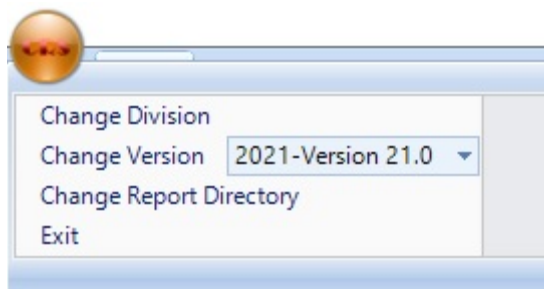 Change Division
Change Version 2021-Version 21.0
Change Report Directory
Exit